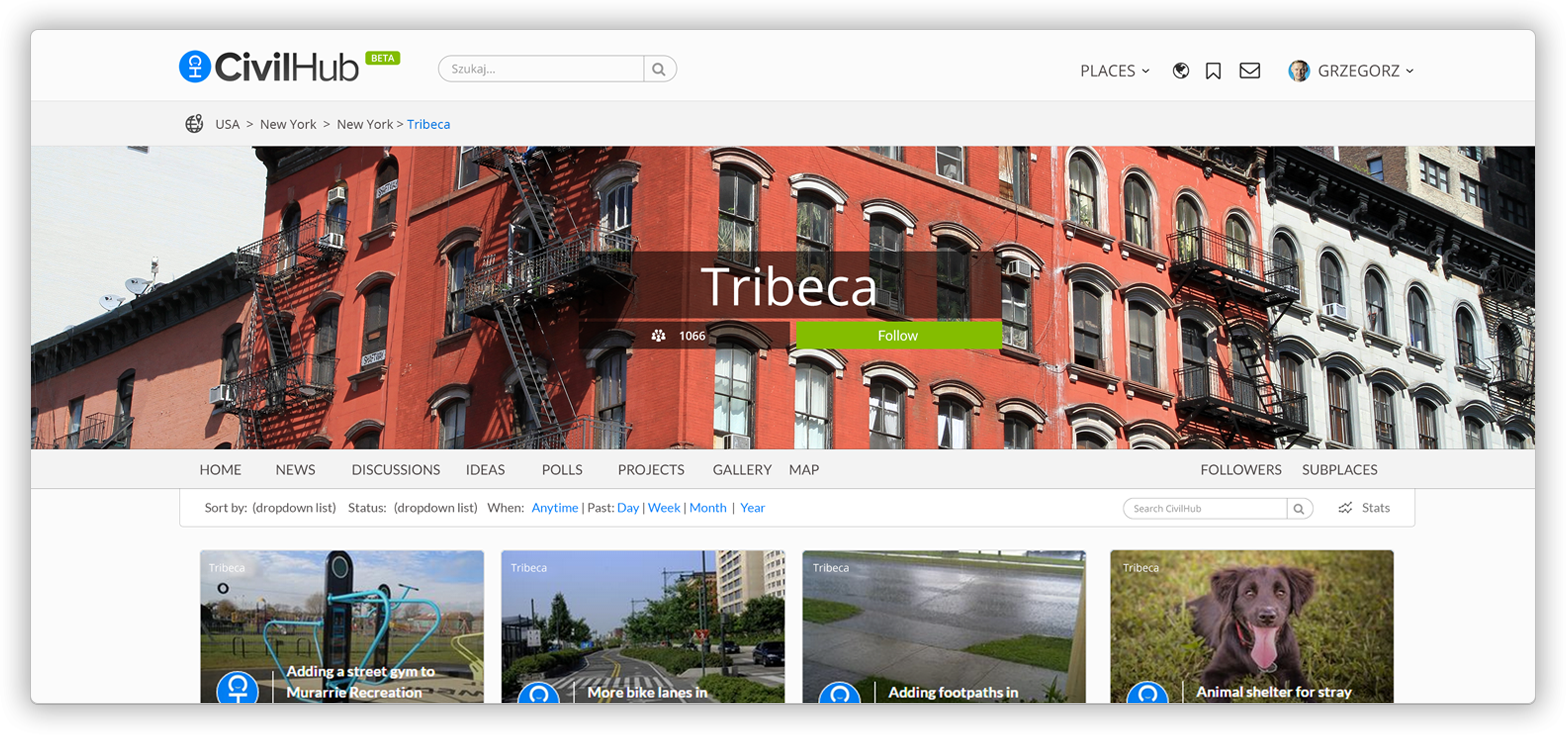 CivilHub BETA
Szukaj...
PLACES
GRZEGORZ
USA > New York > New York > Tribeca
Tribeca
1066
Follow
HOME NEWS DISCUSSIONS IDEAS POLLS PROJECTS GALLERY MAP FOLLOWERS SUBPLACES
Sort by: (dropdown list) Status: (dropdown list) When: Anytime | Past: Day | Week | Month | Year
Search CivilHub
Stats
Tribeca
Adding a street gym to
Murarrie Recreation
Tribeca
More bike lanes in
Tribeca
Adding footpaths in
Tribeca
Animal shelter for stray